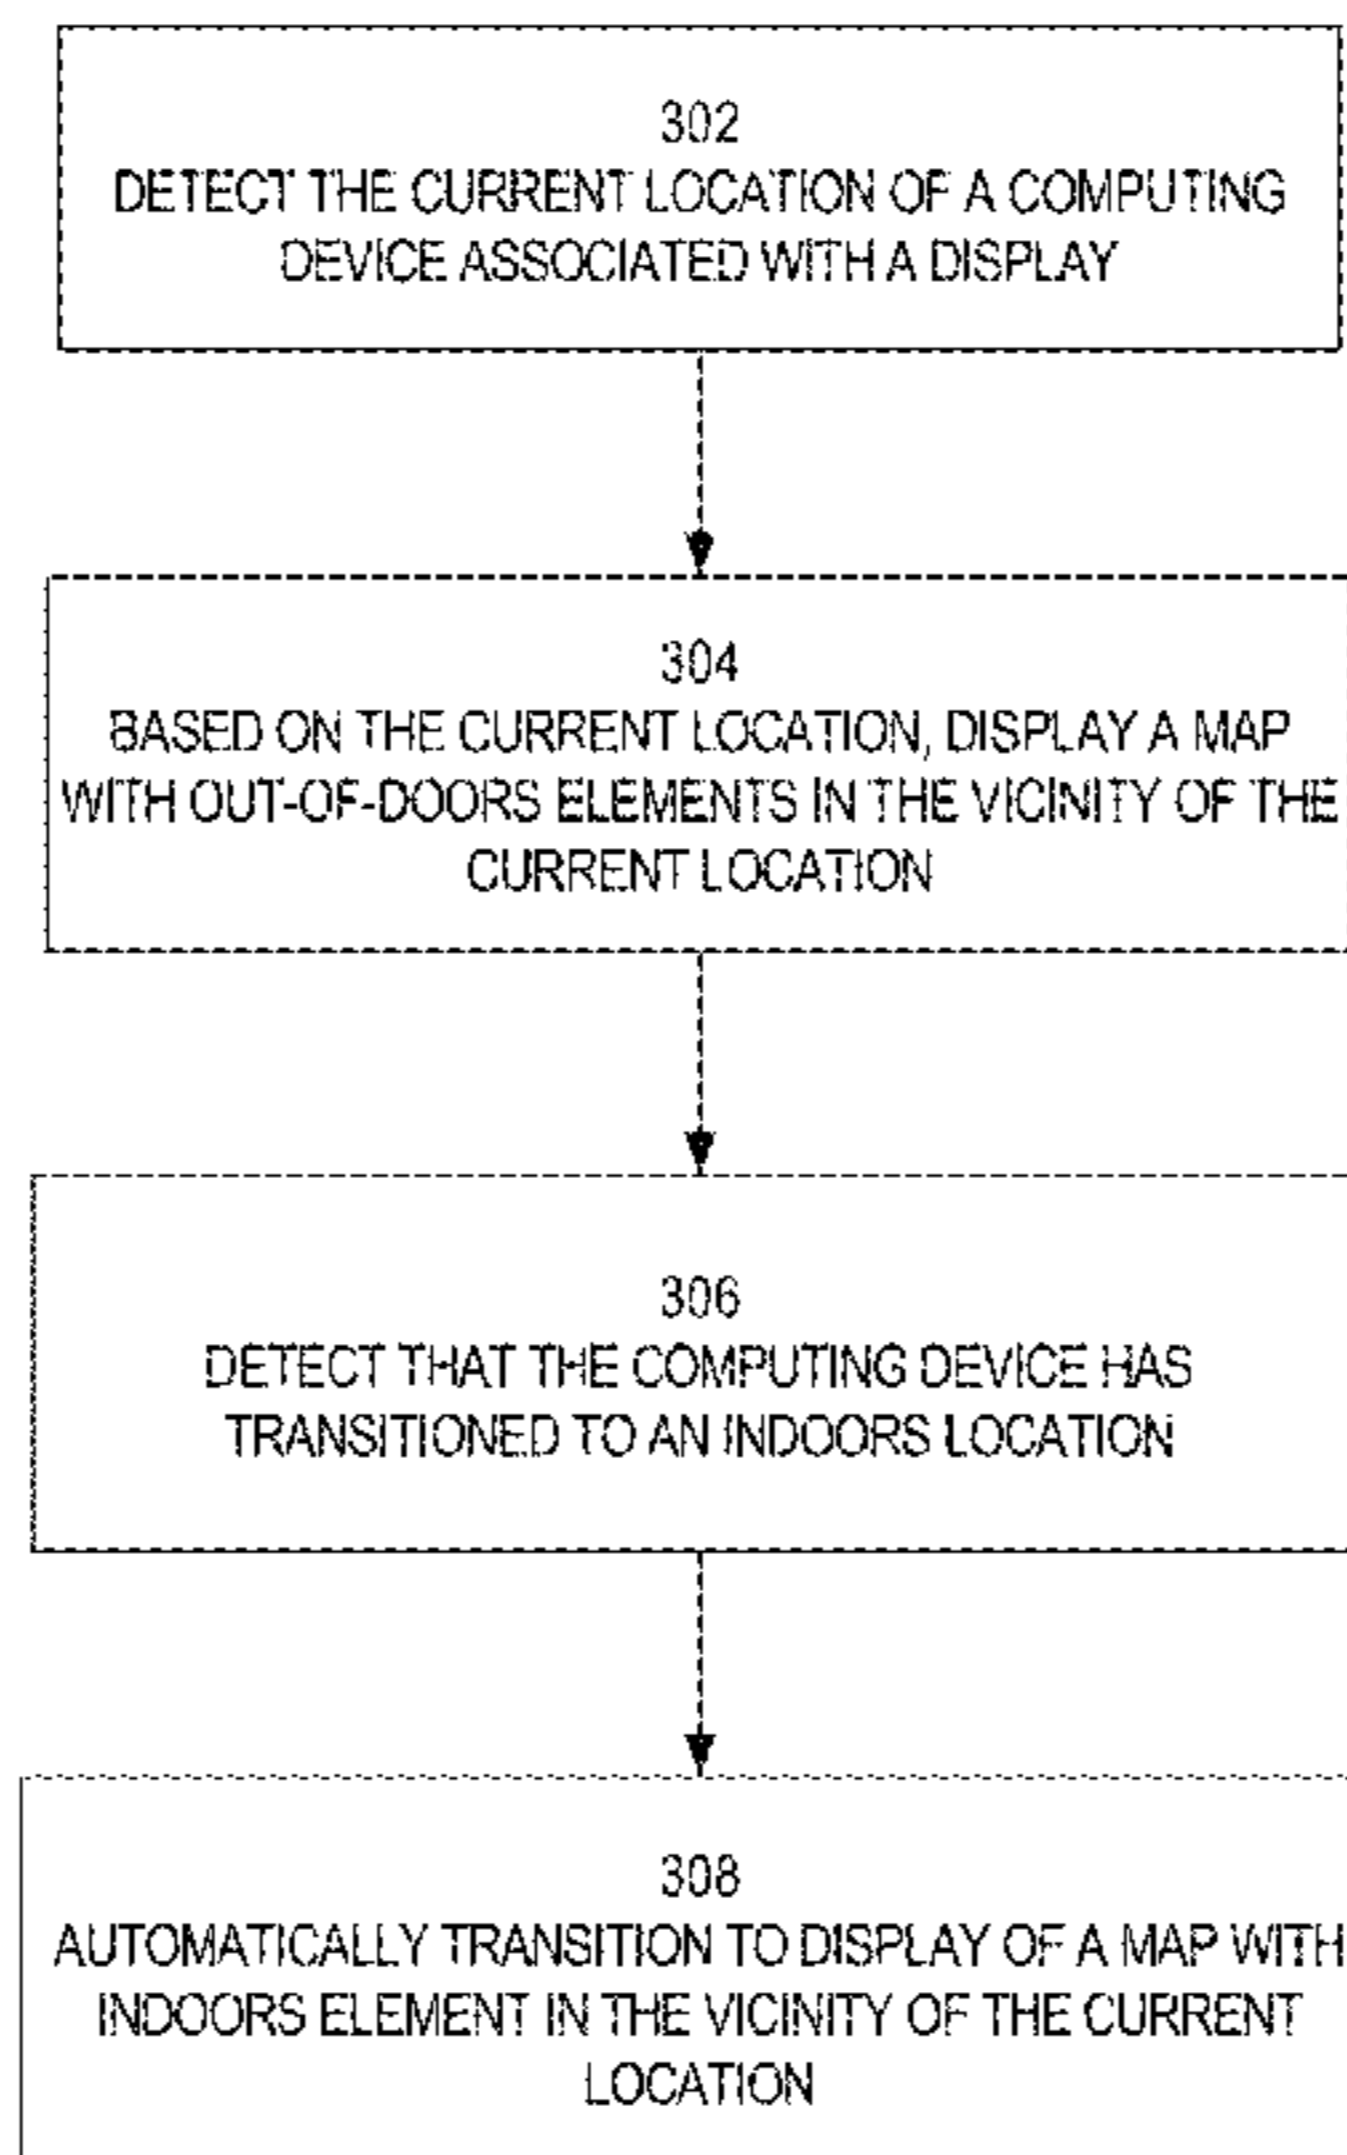 302
DETECT THE CURRENT LOCATION OF A COMPUTING
DEVICE ASSOCIATED WITH A DISPLAY
304
BASED ON THE CURRENT LOCATION, DISPLAY A MAP
WITH OUT-OF-DOORS ELEMENTS IN THE VICINITY OF THE
CURRENT LOCATION
306
DETECT THAT THE COMPUTING DEVICE HAS
TRANSITIONED TO AN INDOORS LOCATION
308
AUTOMATICALLY TRANSITION TO DISPLAY OF A MAP WITH
INDOORS ELEMENT IN THE VICINITY OF THE CURRENT
LOCATION